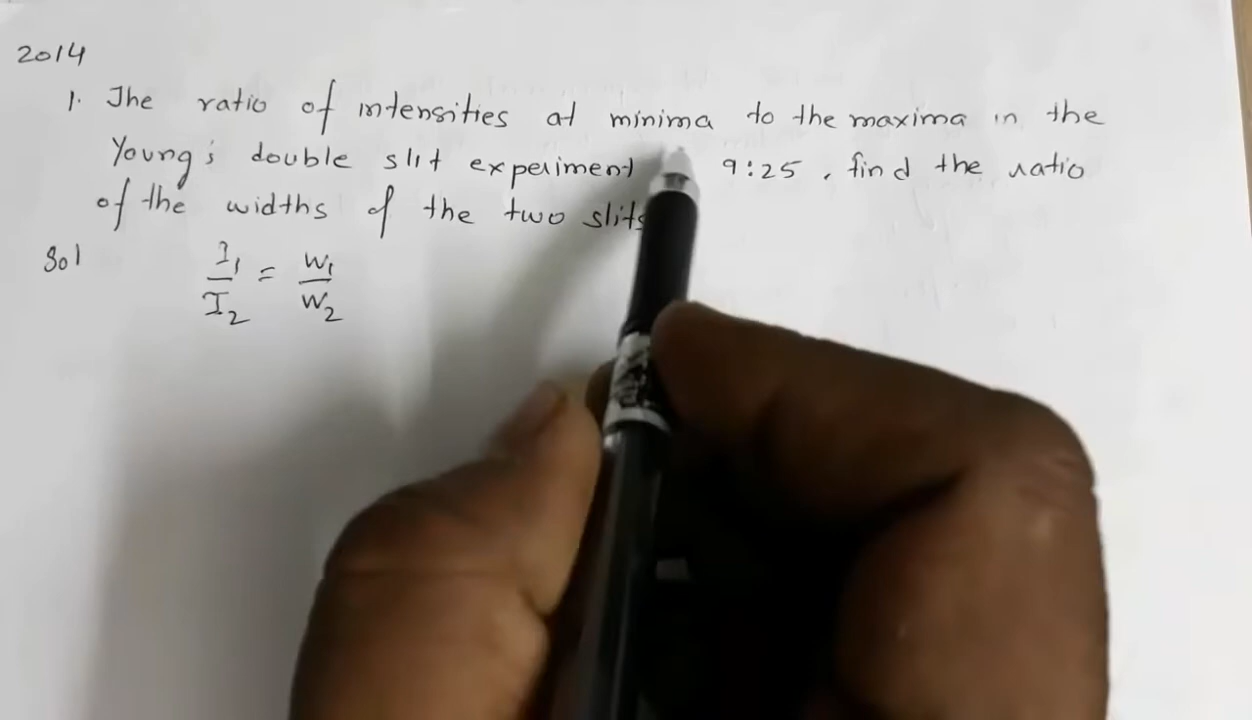 2014
1. The ratio of intensities at minima to the maxima in the
Young's double slit experiment 9:25, find the ratio
of the widths of the two slits
Sol
I1/I2 = W1/W2